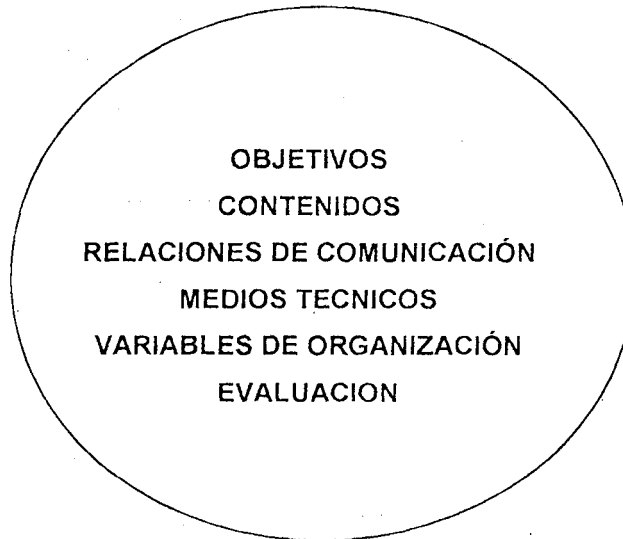 OBJETIVOS
CONTENIDOS
RELACIONES DE COMUNICACIÓN
MEDIOS TECNICOS
VARIABLES DE ORGANIZACIÓN
EVALUACION